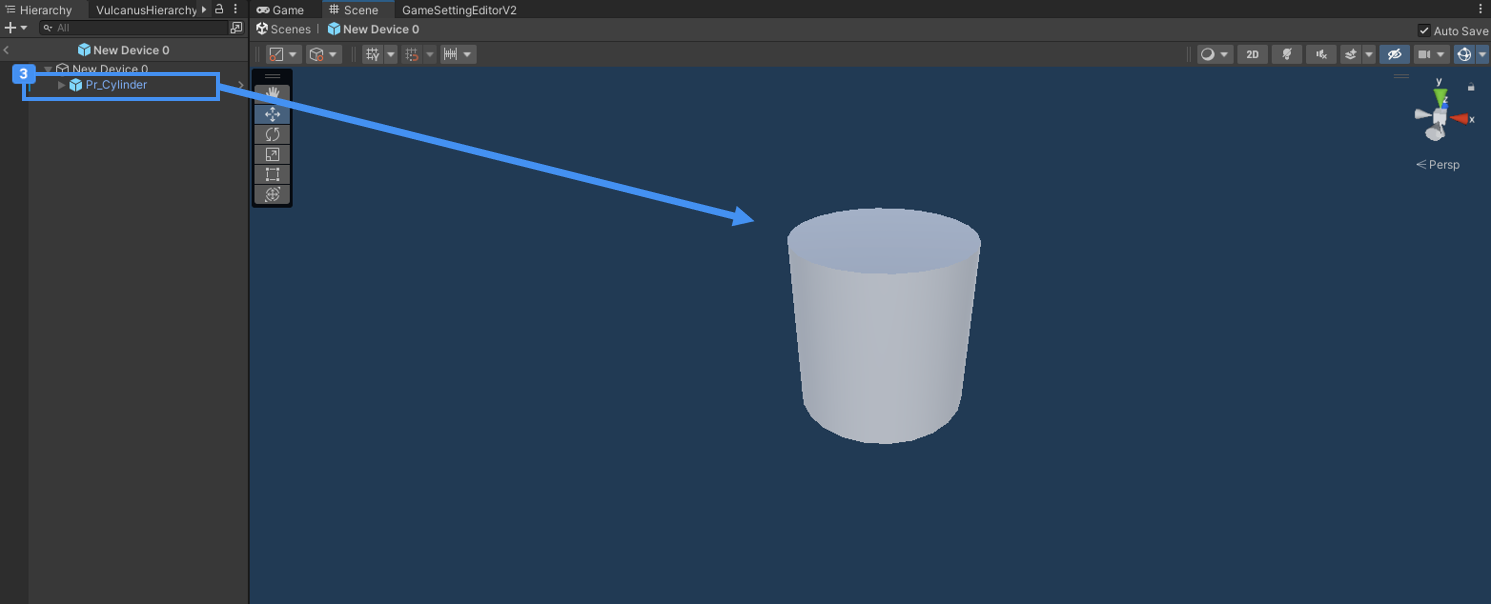 Hierarchy
VulcanusHierarchy
Game
Scene
GameSettingEditorV2
All
Scenes
New Device 0
Auto Save
New Device 0
2D
New Device 0
3
Pr_Cylinder
y
z
x
Persp